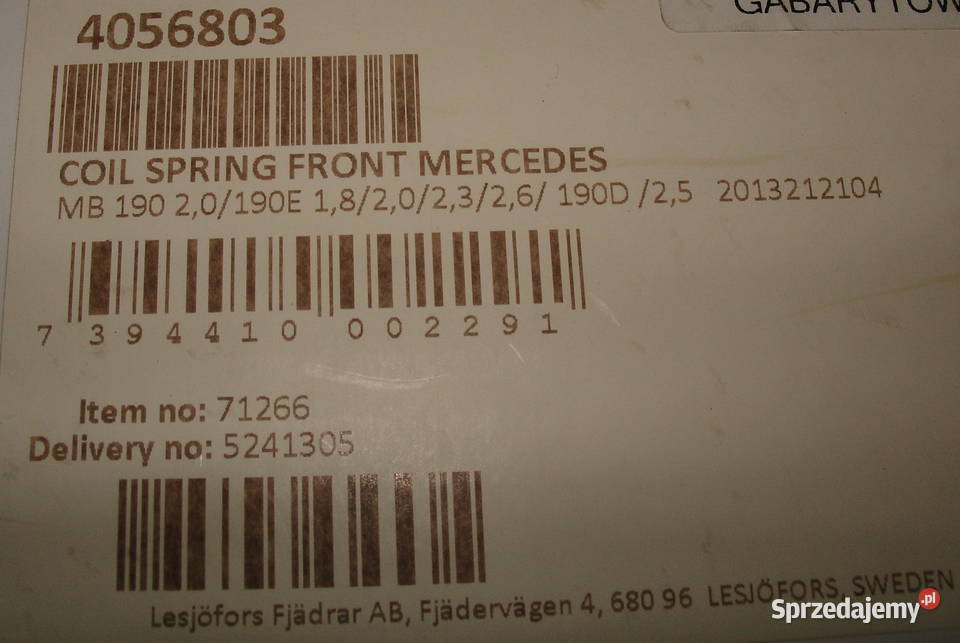 GABARYTOW
4056803
COIL SPRING FRONT MERCEDES
MB 190 2,0/190E 1,8/2,0/2,3/2,6/ 190D /2,5 2013212104
7 394410 002291
Item no: 71266
Delivery no: 5241305
Lesjöfors Fjädrar AB, Fjädervägen 4, 680 96 LESJÖFORS, SWEDEN
Sprzedajemy.pl